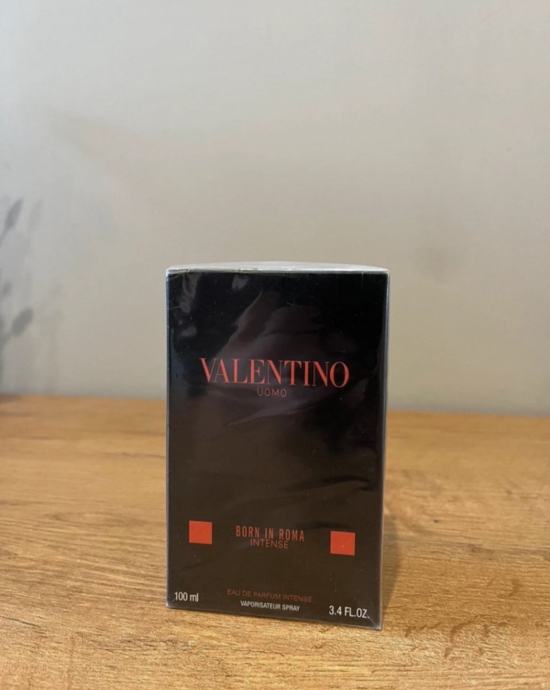 VALENTINO
UOMO
BORN IN ROMA
INTENSE
EAU DE PARFUM INTENSE
VAPORISATEUR SPRAY
100 ml
3.4 FL.OZ.